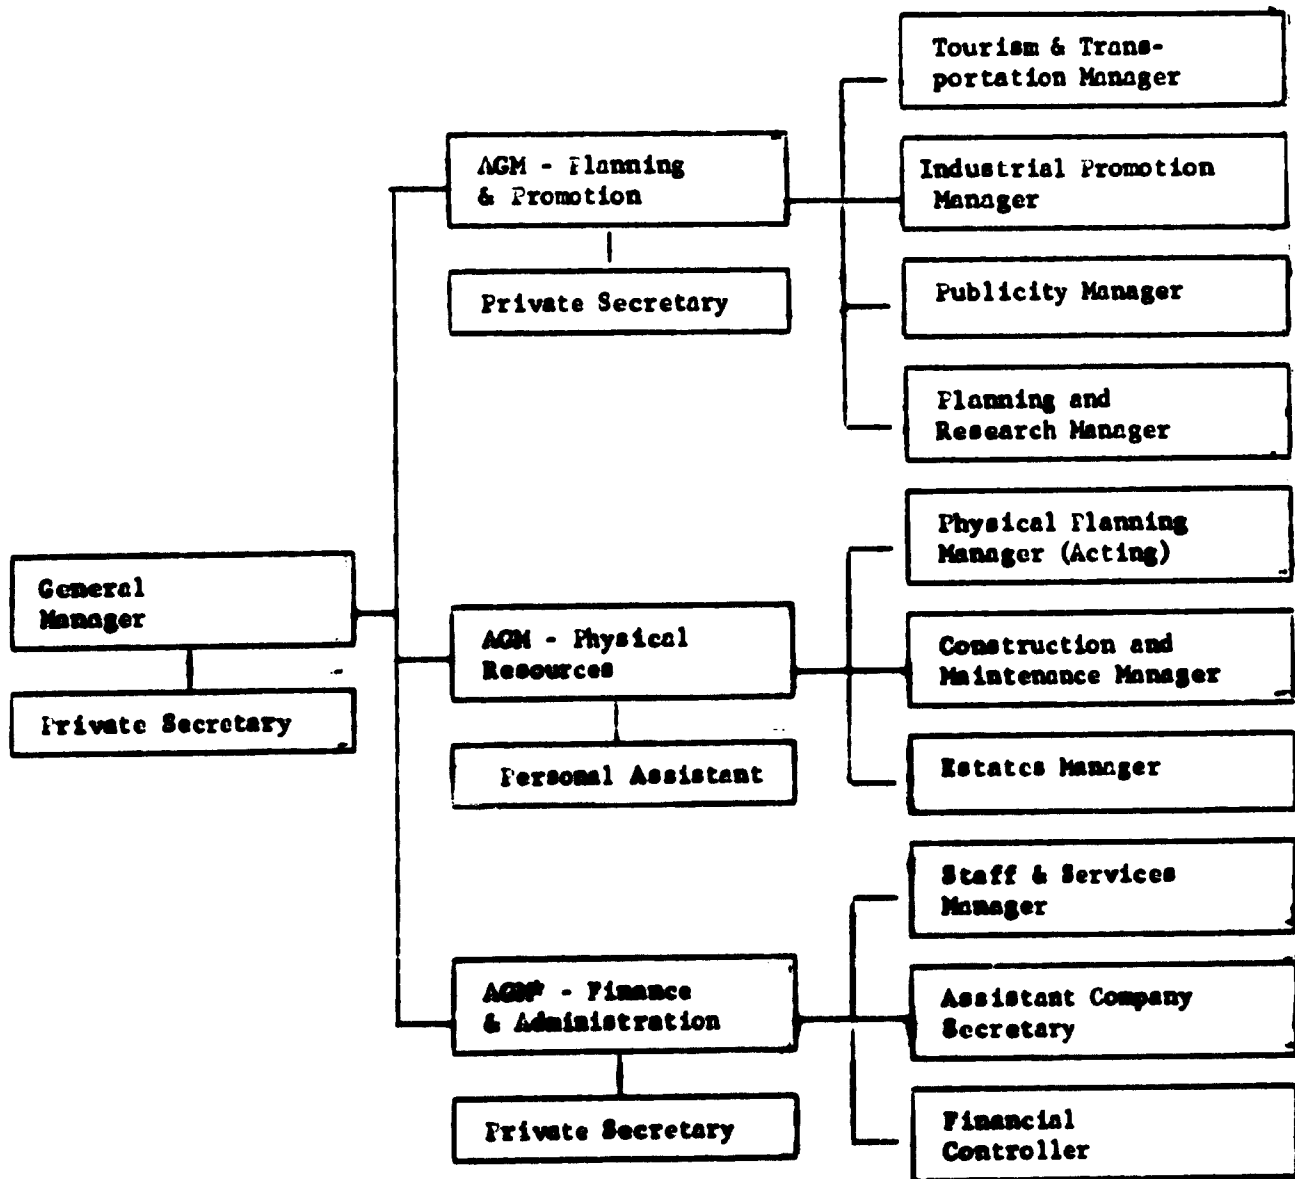 Tourism & Trans-
portation Manager
AGM - Planning
& Promotion
Industrial Promotion
Manager
Private Secretary
Publicity Manager
Planning and
Research Manager
Physical Planning
Manager (Acting)
General
Manager
AGM - Physical
Resources
Construction and
Maintenance Manager
Private Secretary
Personal Assistant
Estates Manager
Staff & Services
Manager
AGM* - Finance
& Administration
Assistant Company
Secretary
Private Secretary
Financial
Controller